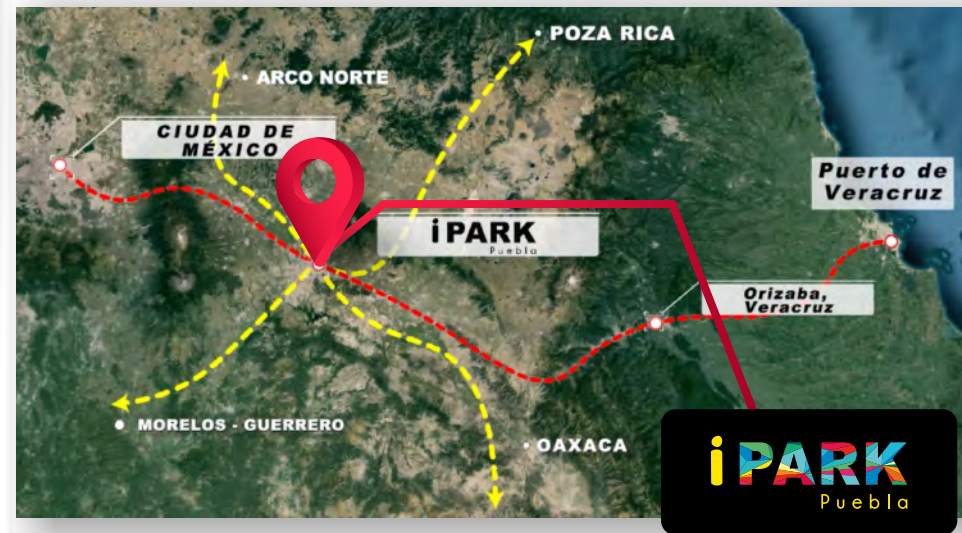 POZA RICA
ARCO NORTE
CIUDAD DE
MÉXICO
Puerto de
Veracruz
iPARK
Puebla
Orizaba,
Veracruz
MORELOS - GUERRERO
OAXACA
iPARK
Puebla